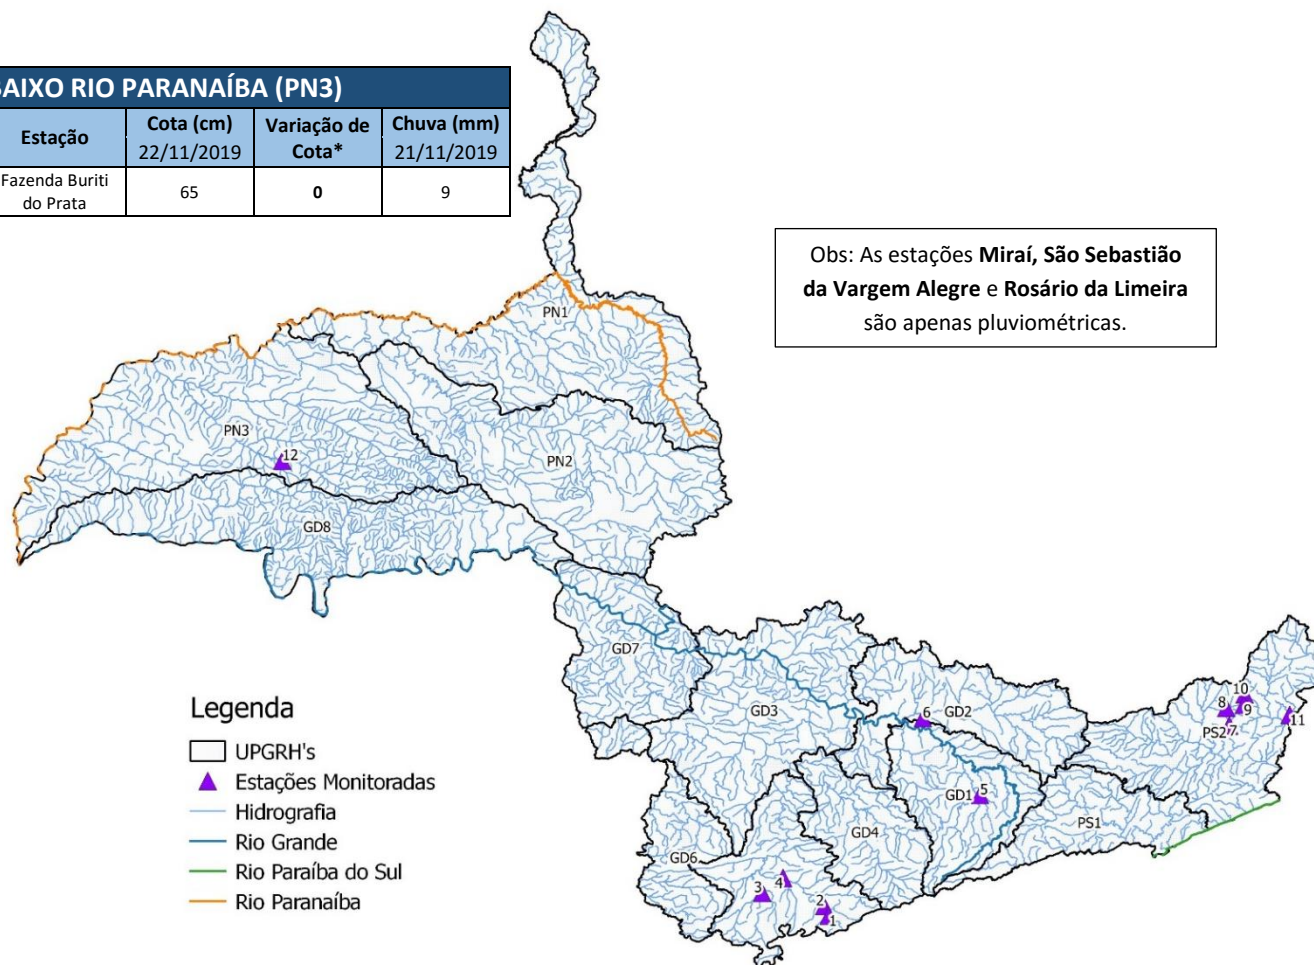 BAIXO RIO PARANAÍBA (PN3)
Estação
Cota (cm)
22/11/2019
Variação de
Cota*
Chuva (mm)
21/11/2019
Fazenda Buriti
do Prata
65
0
9
Obs: As estações Miraí, São Sebastião
da Vargem Alegre e Rosário da Limeira
são apenas pluviométricas.
PN1
PN3
12
PN2
GD8
GD7
GD3
6
GD2
10
8
9
7
PS2
11
GD1
5
PS1
GD4
GD6
4
3
2
1
Legenda
UPGRH's
Estações Monitoradas
Hidrografia
Rio Grande
Rio Paraíba do Sul
Rio Paranaíba